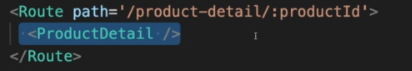 <Route path='/product-detail/:productId'>
<ProductDetail />
</Route>